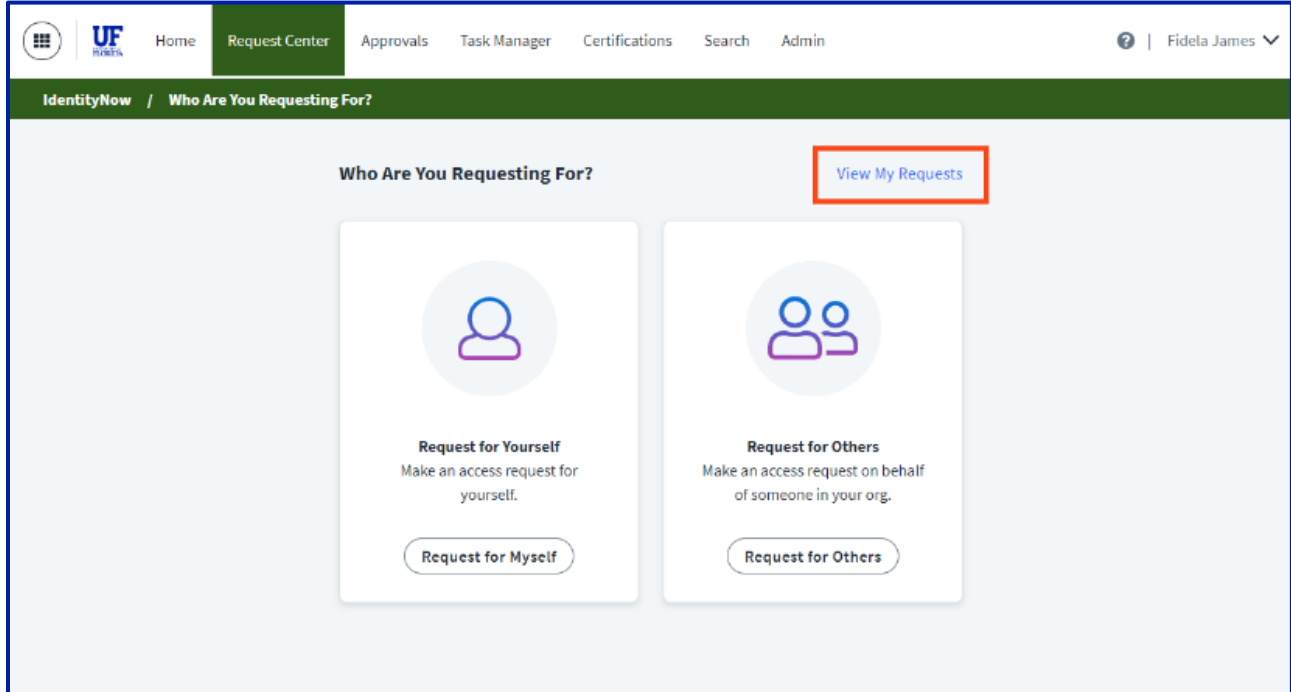 UF Home Request Center Approvals Task Manager Certifications Search Admin | Fidela James
IdentityNow / Who Are You Requesting For?
Who Are You Requesting For? View My Requests
Request for Yourself
Make an access request for
yourself.
Request for Myself
Request for Others
Make an access request on behalf
of someone in your org.
Request for Others